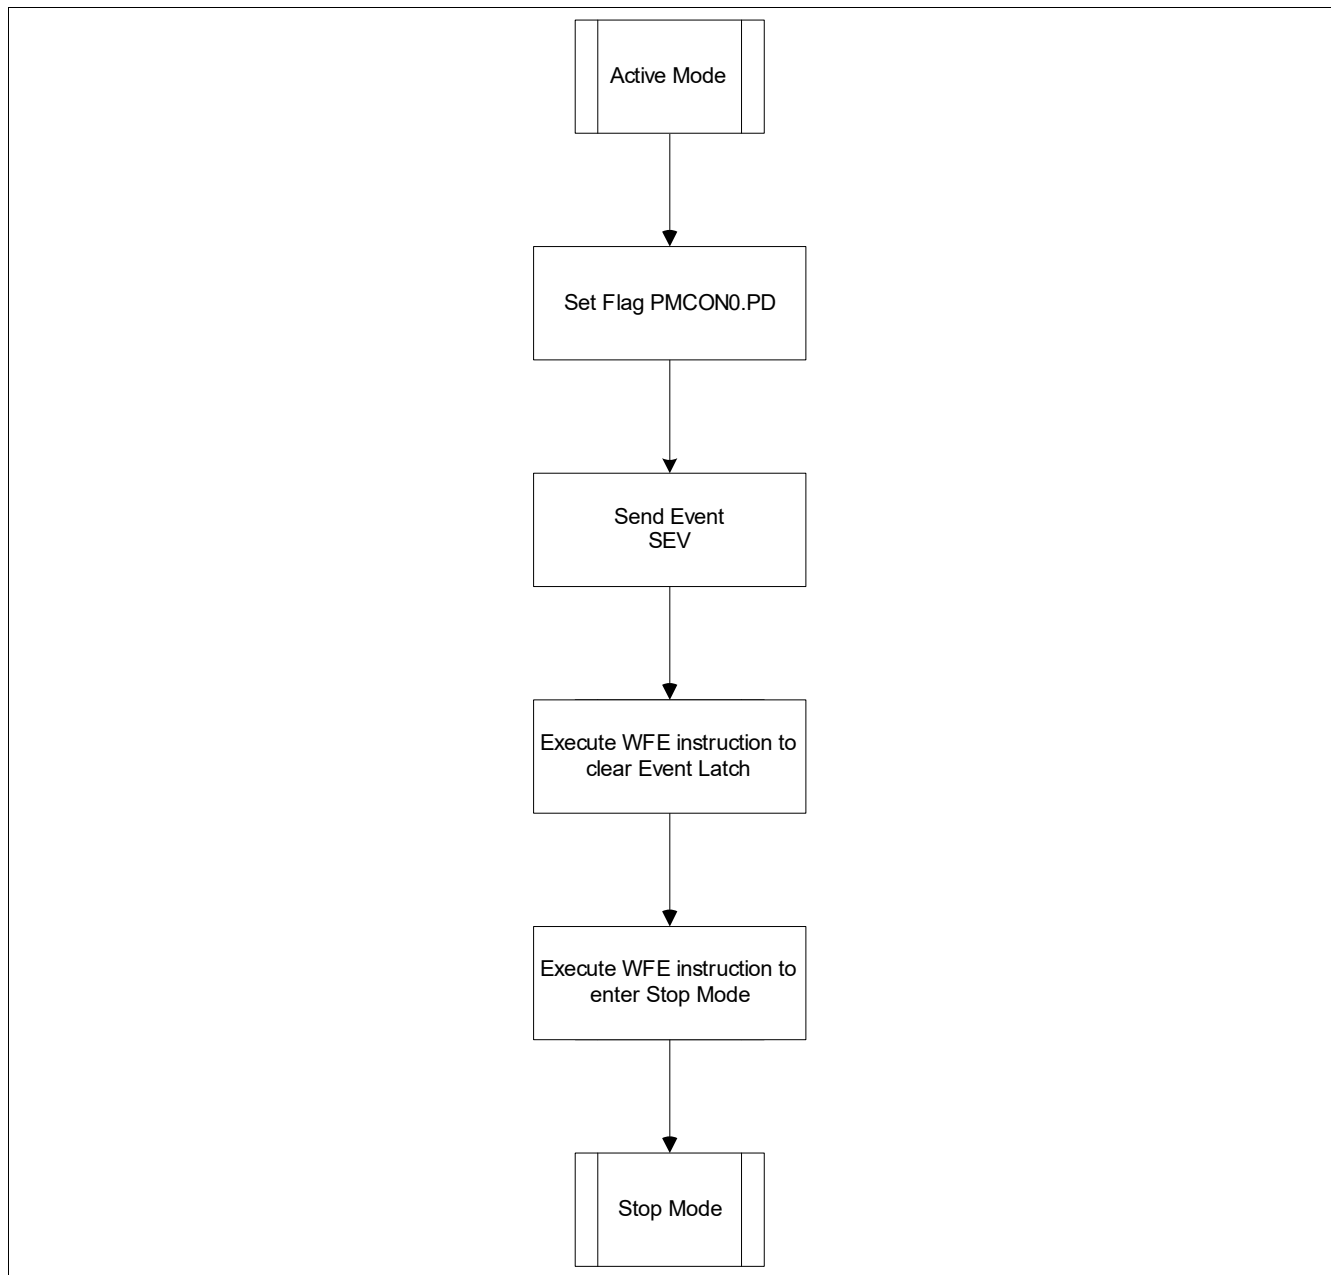 Active Mode
Set Flag PMCON0.PD
Send Event
SEV
Execute WFE instruction to
clear Event Latch
Execute WFE instruction to
enter Stop Mode
Stop Mode